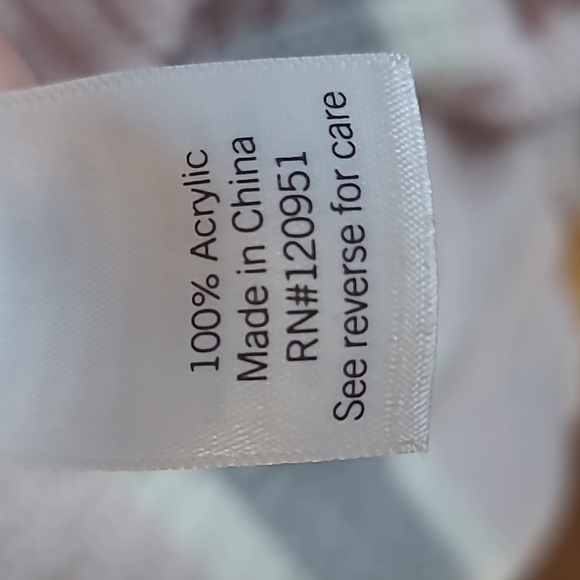 100% Acrylic
Made in China
RN#120951
See reverse for care